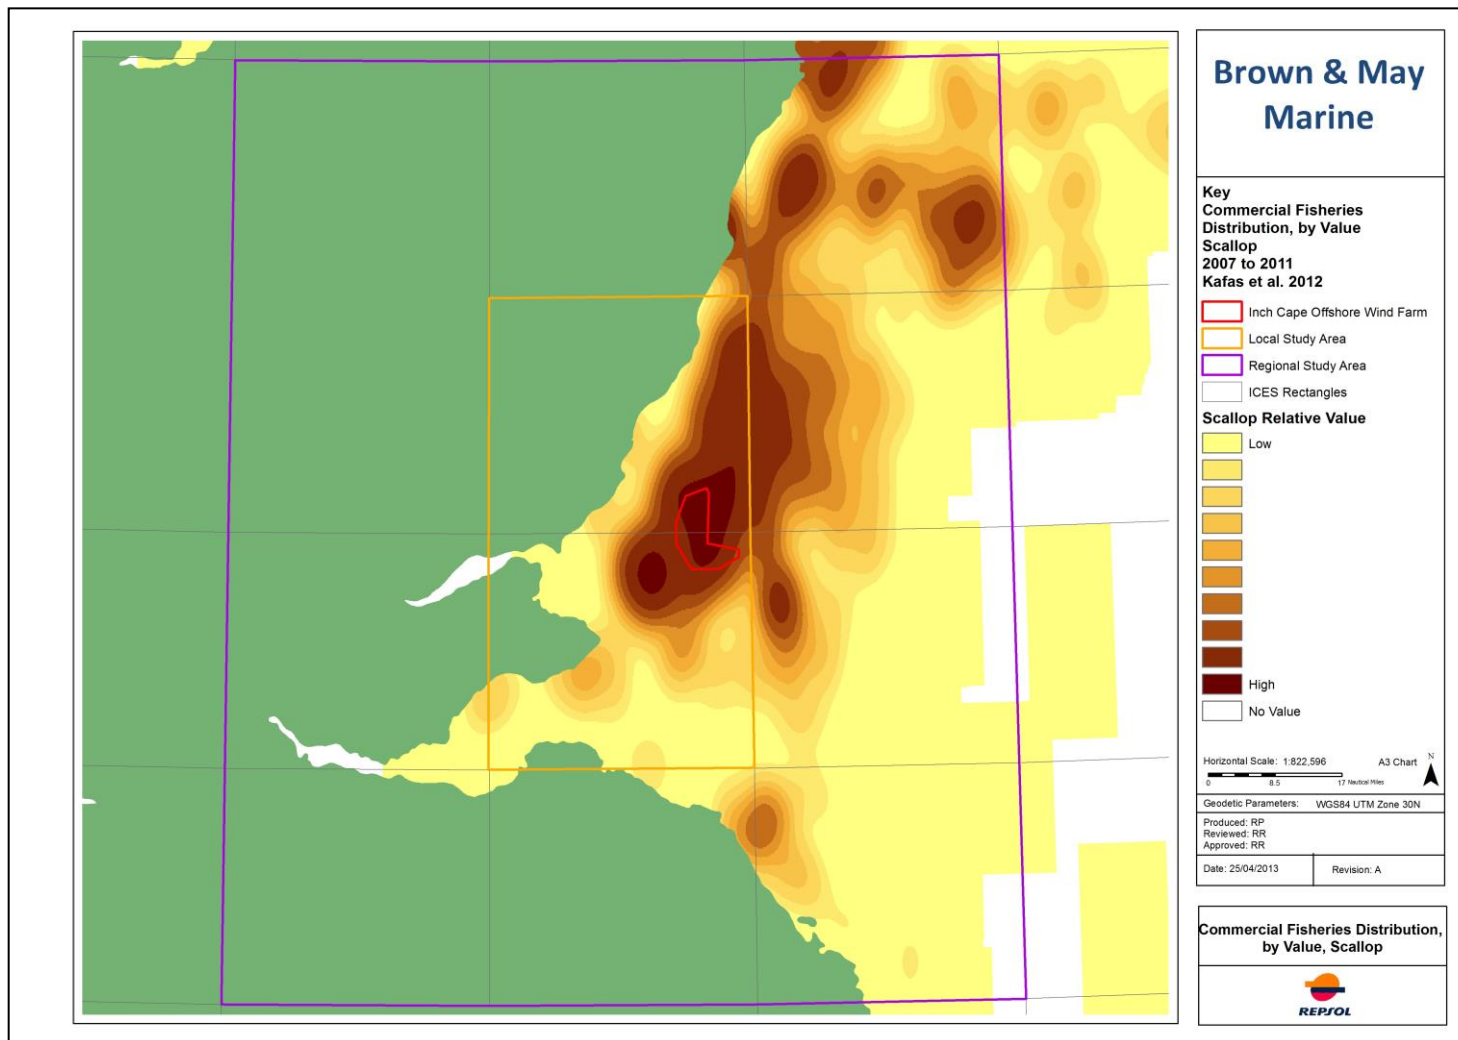 Brown & May
Marine
Key
Commercial Fisheries
Distribution, by Value
Scallop
2007 to 2011
Kafas et al. 2012
Inch Cape Offshore Wind Farm
Local Study Area
Regional Study Area
ICES Rectangles
Scallop Relative Value
Low
High
No Value
Horizontal Scale: 1:822,596 A3 Chart N
0 8.5 17 Nautical Miles
Geodetic Parameters: WGS84 UTM Zone 30N
Produced: RP
Reviewed: RR
Approved: RR
Date: 25/04/2013 Revision: A
Commercial Fisheries Distribution,
by Value, Scallop
REPSOL